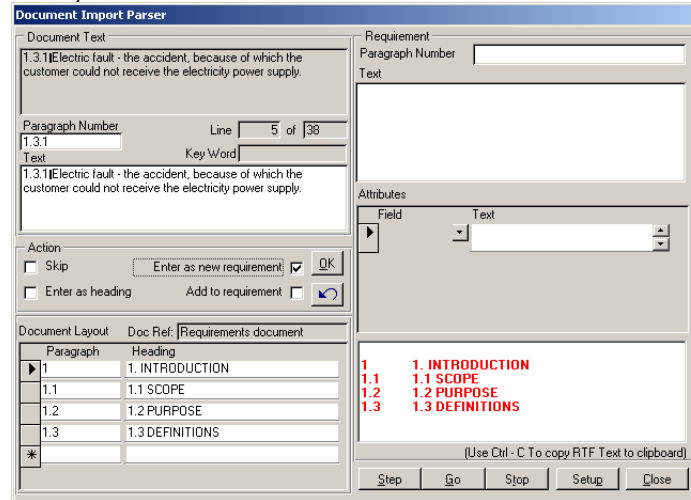 Document Import Parser
Document Text
1.3.1||Electric fault - the accident, because of which the
customer could not receive the electricity power supply.
Paragraph Number
1.3.1
Line 5 of 38
Key Word
Text
1.3.1||Electric fault - the accident, because of which the
customer could not receive the electricity power supply.
Action
Skip
Enter as new requirement
OK
Enter as heading
Add to requirement
Document Layout
Doc Ref: Requirements document
Paragraph Heading
1 1. INTRODUCTION
1.1 1.1 SCOPE
1.2 1.2 PURPOSE
1.3 1.3 DEFINITIONS
Requirement
Paragraph Number
Text
Attributes
Field Text
1 1. INTRODUCTION
1.1 1.1 SCOPE
1.2 1.2 PURPOSE
1.3 1.3 DEFINITIONS
(Use Ctrl - C To copy RTF Text to clipboard)
Step Go Stop Setup Close